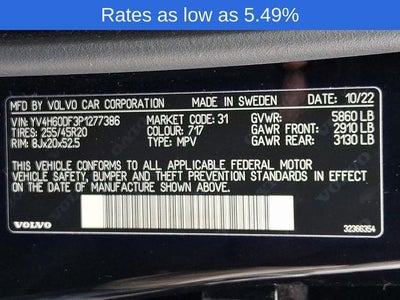 Rates as low as 5.49%
MFD BY VOLVO CAR CORPORATION MADE IN SWEDEN 10/22
VIN: YV4H60DF3P1277386 MARKET CODE: 31 GVWR: 5860 LB
TIRES: 255/45R20 COLOUR: 717 GAWR FRONT: 2910 LB
RIM: 8Jx20x52.5 TYPE: MPV GAWR REAR: 3130 LB
THIS VEHICLE CONFORMS TO ALL APPLICABLE FEDERAL MOTOR
VEHICLE SAFETY, BUMPER AND THEFT PREVENTION STANDARDS IN EFFECT
ON THE DATE OF MANUFACTURE SHOWN ABOVE.
VOLVO 32366354